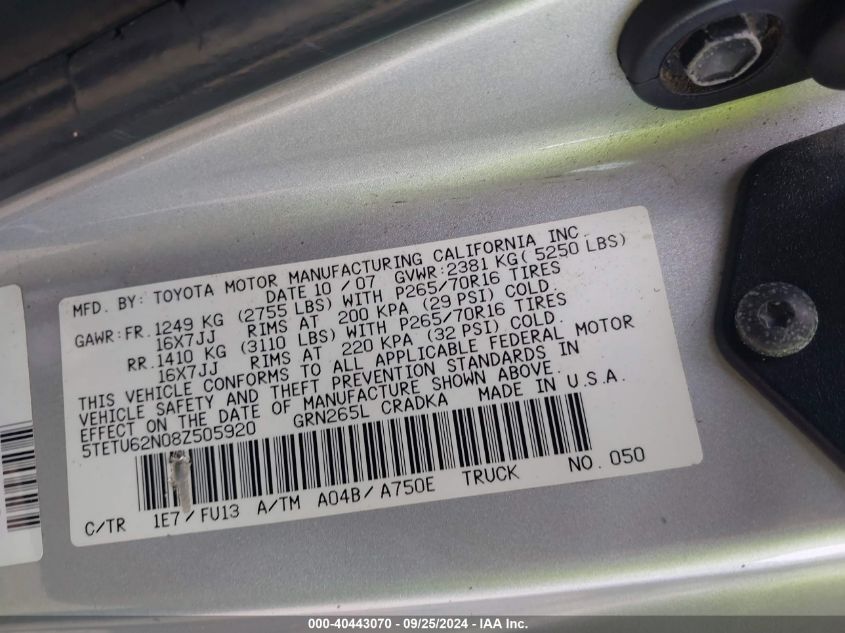 MFD. BY: TOYOTA MOTOR MANUFACTURING CALIFORNIA INC.
DATE 10 / 07 GVWR:2381 KG( 5250 LBS)
GAWR:FR. 1249 KG (2755 LBS) WITH P265/70R16 TIRES
16X7JJ RIMS AT 200 KPA (29 PSI) COLD.
RR. 1410 KG (3110 LBS) WITH P265/70R16 TIRES
16X7JJ RIMS AT 220 KPA (32 PSI) COLD.
THIS VEHICLE CONFORMS TO ALL APPLICABLE FEDERAL MOTOR
VEHICLE SAFETY AND THEFT PREVENTION STANDARDS IN
EFFECT ON THE DATE OF MANUFACTURE SHOWN ABOVE.
5TETU62N08Z505920 GRN265L CRADKA MADE IN U.S.A.
C/TR 1E7/FU13 A/TM A04B/A750E TRUCK NO. 050
000-40443070 - 09/25/2024 - IAA Inc.